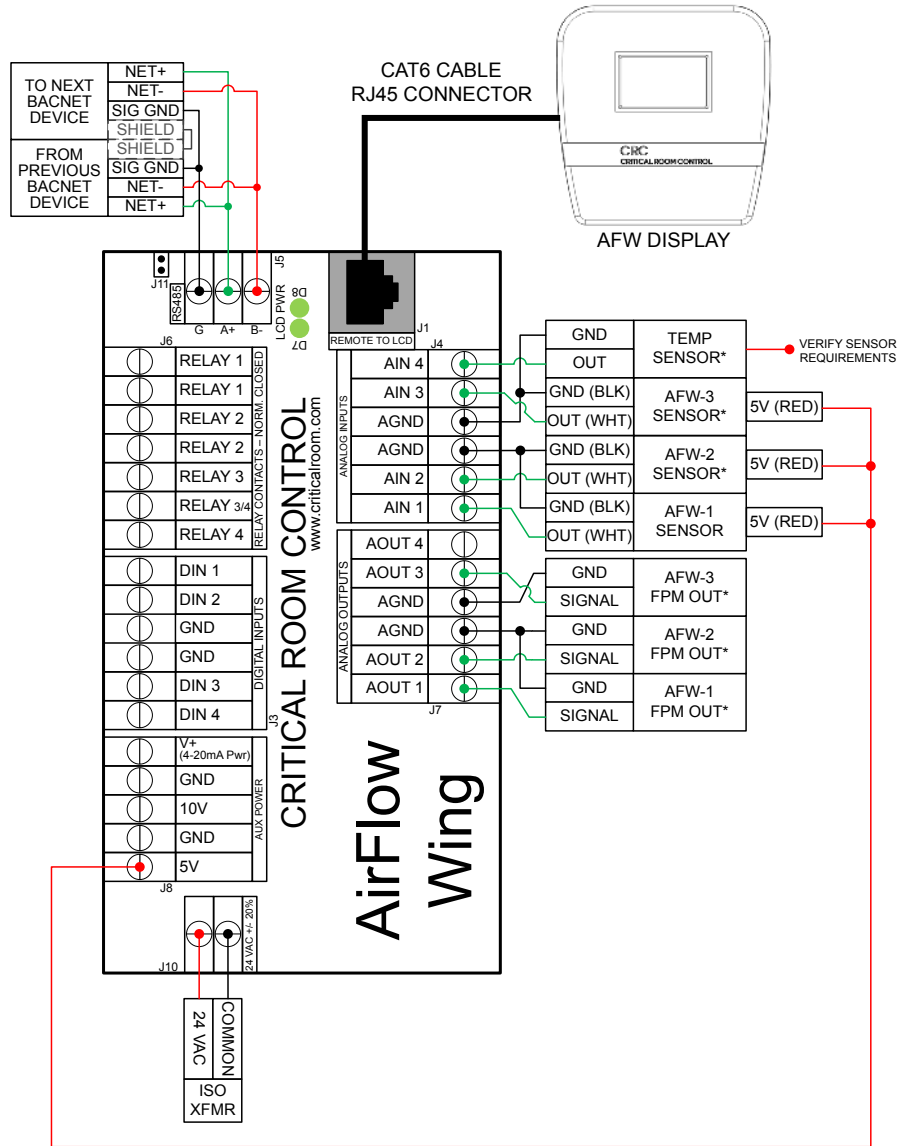 TO NEXT
BACNET
DEVICE
NET+
NET-
SIG GND
SHIELD
SHIELD
SIG GND
NET-
NET+
FROM
PREVIOUS
BACNET
DEVICE
CAT6 CABLE
RJ45 CONNECTOR
CRC
CRITICAL ROOM CONTROL
AFW DISPLAY
J11
RS485
G A+ B-
J5
LCD PWR
D8
D7
J1
REMOTE TO LCD
J6
RELAY 1
RELAY 1
RELAY 2
RELAY 2
RELAY 3
RELAY 3/4
RELAY 4
RELAY CONTACTS – NORM. CLOSED
DIN 1
DIN 2
GND
GND
DIN 3
DIN 4
DIGITAL INPUTS
J3
V+
(4-20mA Pwr)
GND
10V
GND
5V
AUX POWER
J8
CRITICAL ROOM CONTROL
www.criticalroom.com
AirFlow
Wing
J4
AIN 4
AIN 3
AGND
AGND
AIN 2
AIN 1
ANALOG INPUTS
AOUT 4
AOUT 3
AGND
AGND
AOUT 2
AOUT 1
ANALOG OUTPUTS
J7
GND
OUT
TEMP
SENSOR*
VERIFY SENSOR
REQUIREMENTS
GND (BLK)
OUT (WHT)
AFW-3
SENSOR*
5V (RED)
GND (BLK)
OUT (WHT)
AFW-2
SENSOR*
5V (RED)
GND (BLK)
OUT (WHT)
AFW-1
SENSOR
5V (RED)
GND
SIGNAL
AFW-3
FPM OUT*
GND
SIGNAL
AFW-2
FPM OUT*
GND
SIGNAL
AFW-1
FPM OUT*
J10
24 VAC +/- 20%
24 VAC
COMMON
ISO
XFMR